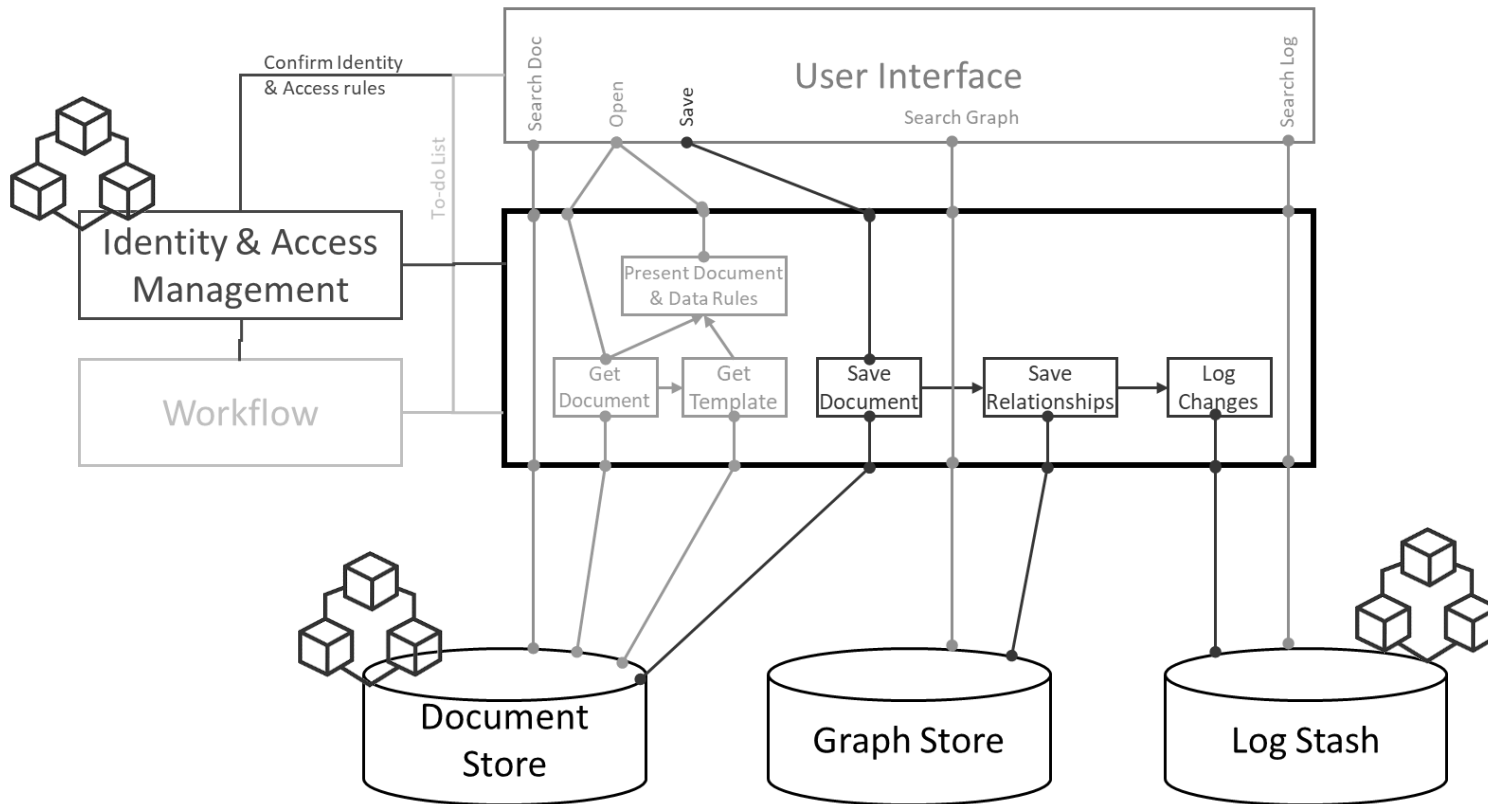 Confirm Identity
& Access rules
To-do List
Search Doc
Open
Save
User Interface
Search Graph
Search Log
Identity & Access
Management
Workflow
Present Document
& Data Rules
Get
Document
Get
Template
Save
Document
Save
Relationships
Log
Changes
Document
Store
Graph Store
Log Stash